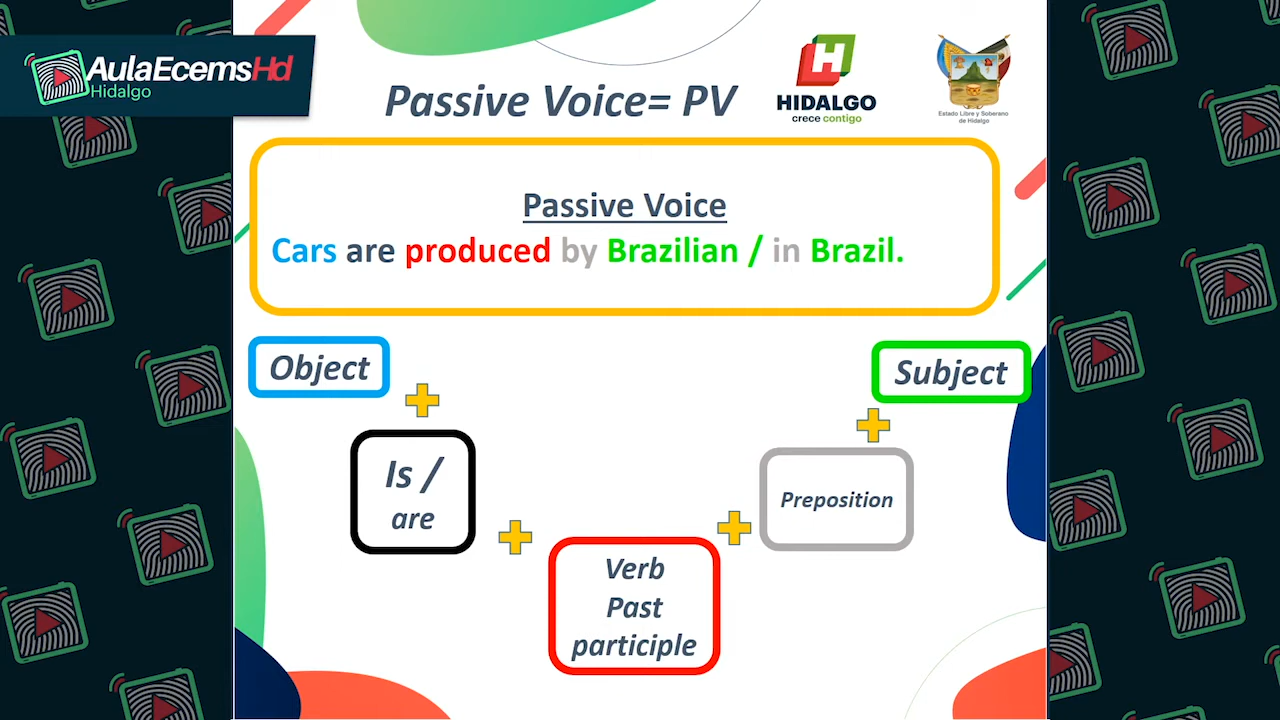 AulaEcemsHd
Hidalgo
Passive Voice= PV
H
HIDALGO
crece contigo
Estado Libre y Soberano
de Hidalgo
Passive Voice
Cars are produced by Brazilian / in Brazil.
Object
Subject
Is /
are
Preposition
Verb
Past
participle